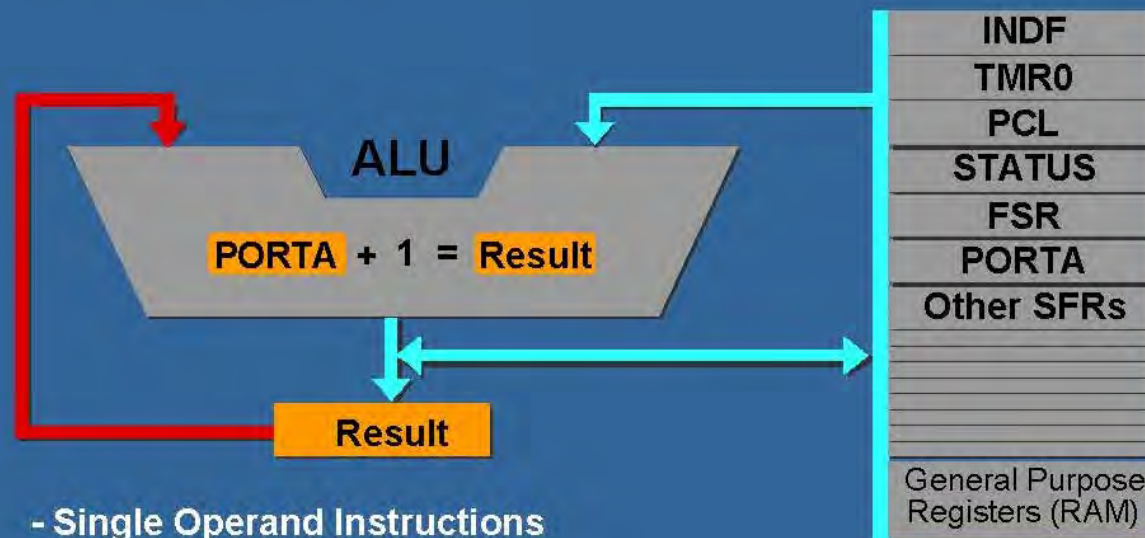 ALU
PORTA + 1 = Result
Result
- Single Operand Instructions
INDF
TMR0
PCL
STATUS
FSR
PORTA
Other SFRs
General Purpose
Registers (RAM)